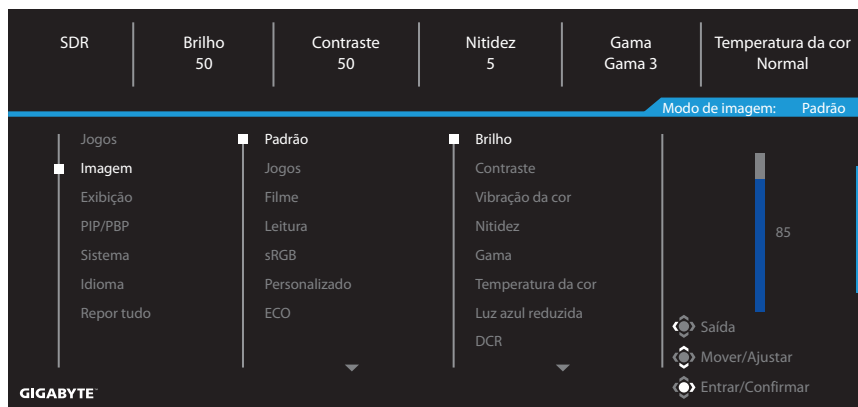 SDR
Brilho
50
Contraste
50
Nitidez
5
Gama
Gama 3
Temperatura da cor
Normal
Modo de imagem: Padrão
Jogos
Imagem
Exibição
PIP/PBP
Sistema
Idioma
Repor tudo
Padrão
Jogos
Filme
Leitura
sRGB
Personalizado
ECO
Brilho
Contraste
Vibração da cor
Nitidez
Gama
Temperatura da cor
Luz azul reduzida
DCR
85
Saída
Mover/Ajustar
Entrar/Confirmar
GIGABYTE™